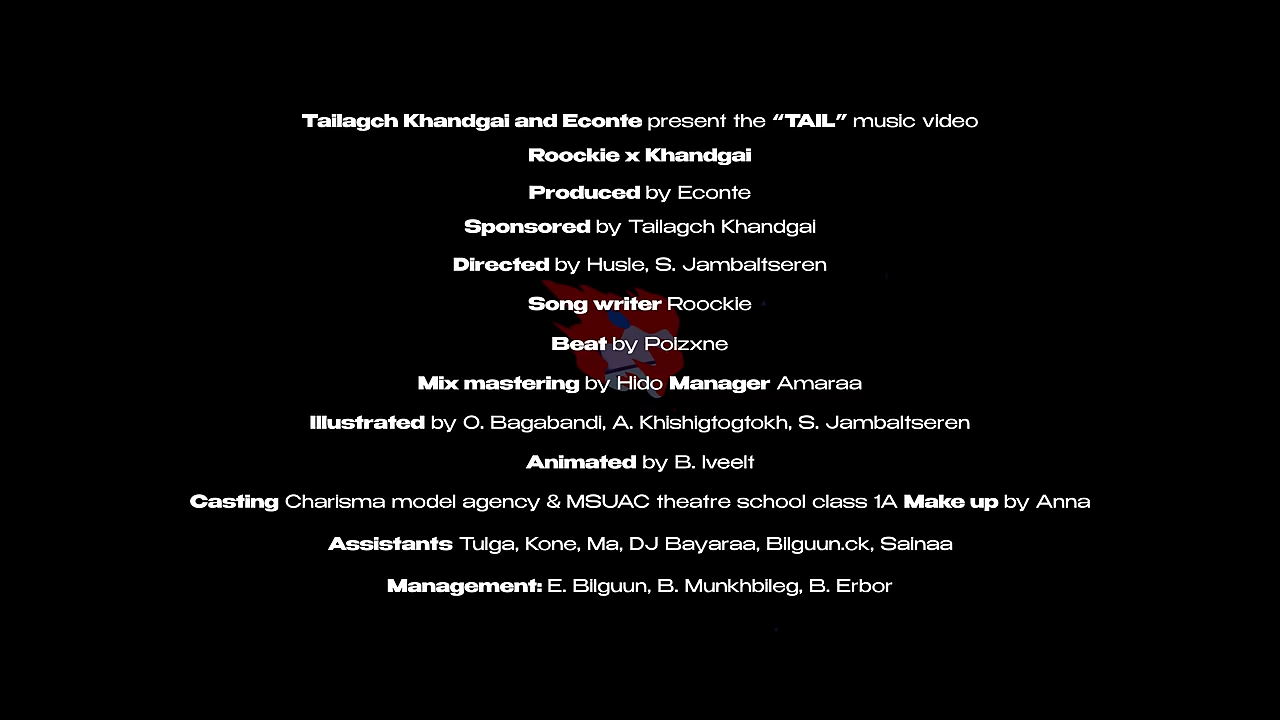 Tailagch Khandgai and Econte present the “TAIL” music video
Roockie x Khandgai
Produced by Econte
Sponsored by Tailagch Khandgai
Directed by Husle, S. Jambaltseren
Song writer Roockie
Beat by Poizxne
Mix mastering by Hido Manager Amaraa
Illustrated by O. Bagabandi, A. Khishigtogtokh, S. Jambaltseren
Animated by B. Iveelt
Casting Charisma model agency & MSUAC theatre school class 1A Make up by Anna
Assistants Tulga, Kone, Ma, DJ Bayaraa, Bilguun.ck, Sainaa
Management: E. Bilguun, B. Munkhbileg, B. Erbor